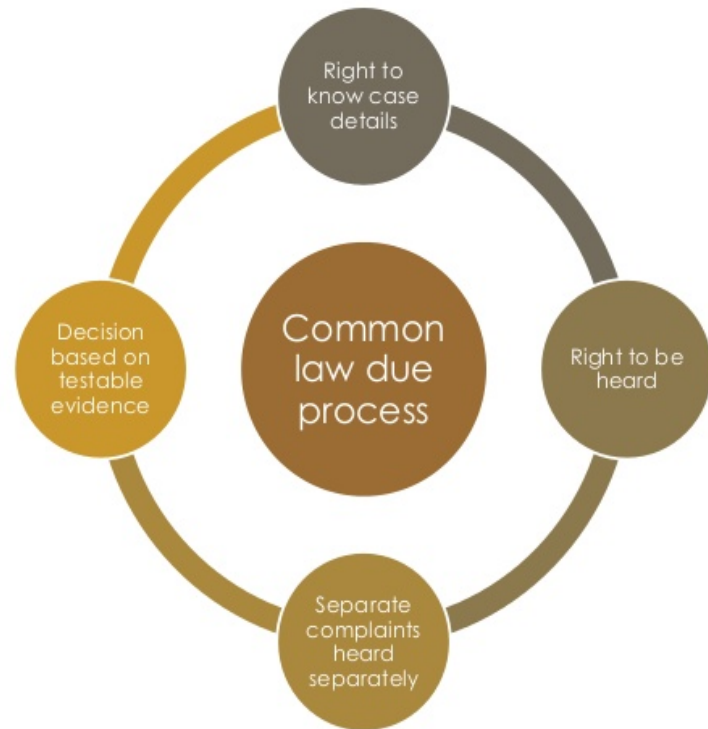 Right to
know case
details
Common
law due
process
Decision
based on
testable
evidence
Right to be
heard
Separate
complaints
heard
separately